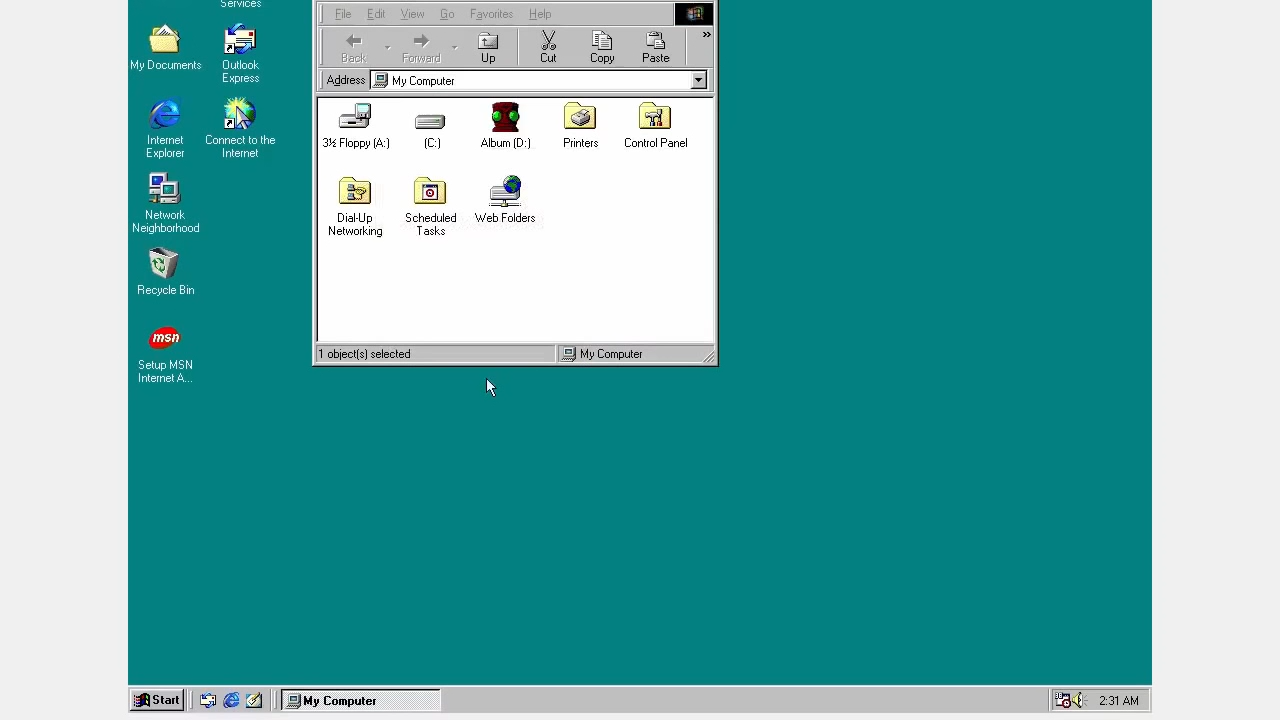 Services
My Documents
Outlook
Express
Internet
Explorer
Connect to the
Internet
Network
Neighborhood
Recycle Bin
msn
Setup MSN
Internet A...
File Edit View Go Favorites Help
Back Forward Up Cut Copy Paste »
Address My Computer
3½ Floppy (A:) (C:) Album (D:) Printers Control Panel
Dial-Up
Networking
Scheduled
Tasks
Web Folders
1 object(s) selected My Computer
Start My Computer 2:31 AM